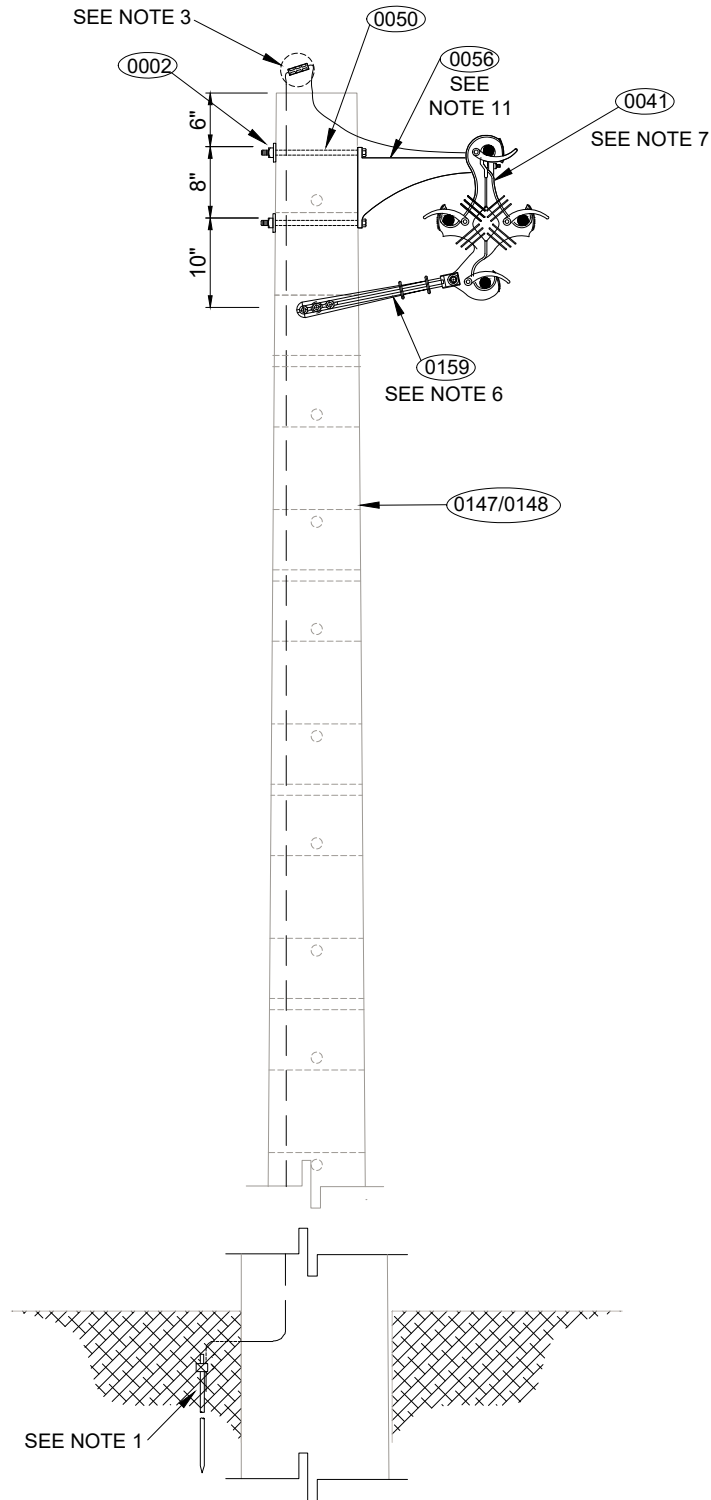 SEE NOTE 3
0050
0002
0056
SEE
NOTE 11
0041
SEE NOTE 7
6"
8"
10"
0159
SEE NOTE 6
0147/0148
SEE NOTE 1